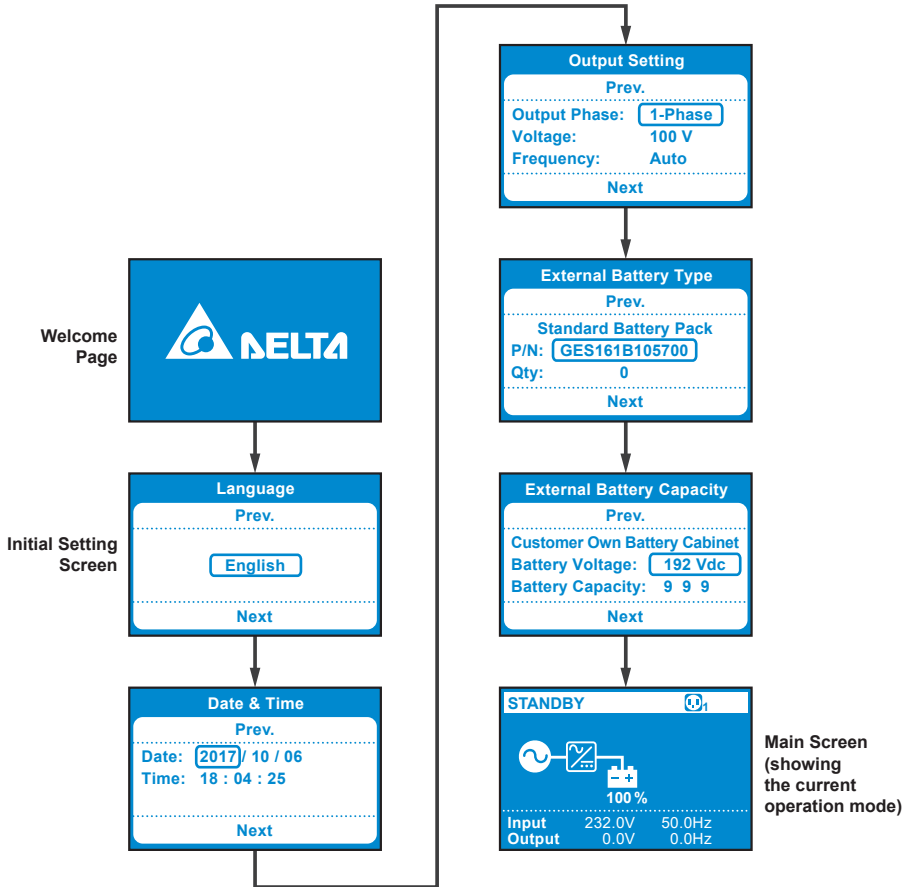 Welcome
Page
DELTA
Initial Setting
Screen
Language
Prev.
English
Next
Date & Time
Prev.
Date: 2017 / 10 / 06
Time: 18 : 04 : 25
Next
Output Setting
Prev.
Output Phase: 1-Phase
Voltage: 100 V
Frequency: Auto
Next
External Battery Type
Prev.
Standard Battery Pack
P/N: GES161B105700
Qty: 0
Next
External Battery Capacity
Prev.
Customer Own Battery Cabinet
Battery Voltage: 192 Vdc
Battery Capacity: 9 9 9
Next
STANDBY 1
100 %
Input 232.0V 50.0Hz
Output 0.0V 0.0Hz
Main Screen
(showing
the current
operation mode)